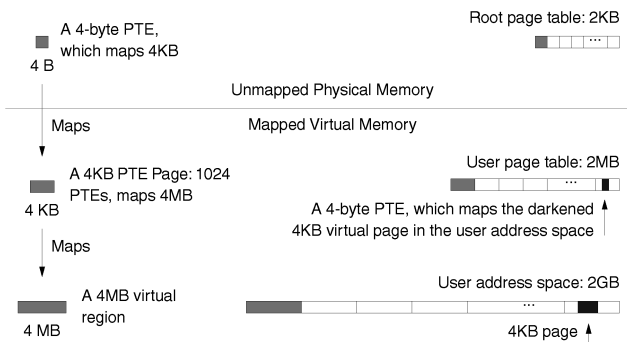 A 4-byte PTE,
which maps 4KB
4 B
Root page table: 2KB
...
Unmapped Physical Memory
Mapped Virtual Memory
Maps
A 4KB PTE Page: 1024
PTEs, maps 4MB
4 KB
User page table: 2MB
...
A 4-byte PTE, which maps the darkened
4KB virtual page in the user address space
Maps
User address space: 2GB
A 4MB virtual
region
4 MB
...
4KB page